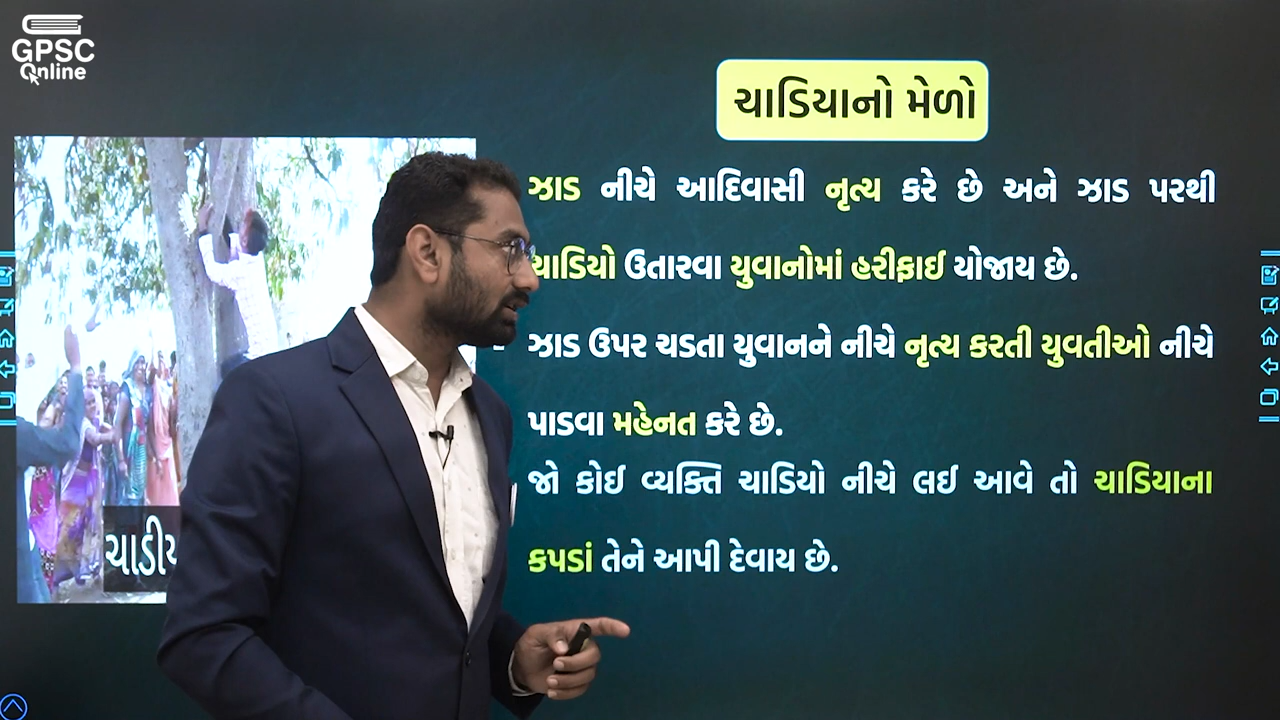 GPSC
Online
ચાડિયાનો મેળો
ઝાડ નીચે આદિવાસી નૃત્ય કરે છે અને ઝાડ પરથી
ચાડિયો ઉતારવા યુવાનોમાં હરીફાઈ યોજાય છે.
ઝાડ ઉપર ચડતા યુવાનને નીચે નૃત્ય કરતી યુવતીઓ નીચે
પાડવા મહેનત કરે છે.
જો કોઈ વ્યક્તિ ચાડિયો નીચે લઈ આવે તો ચાડિયાના
કપડાં તેને આપી દેવાય છે.